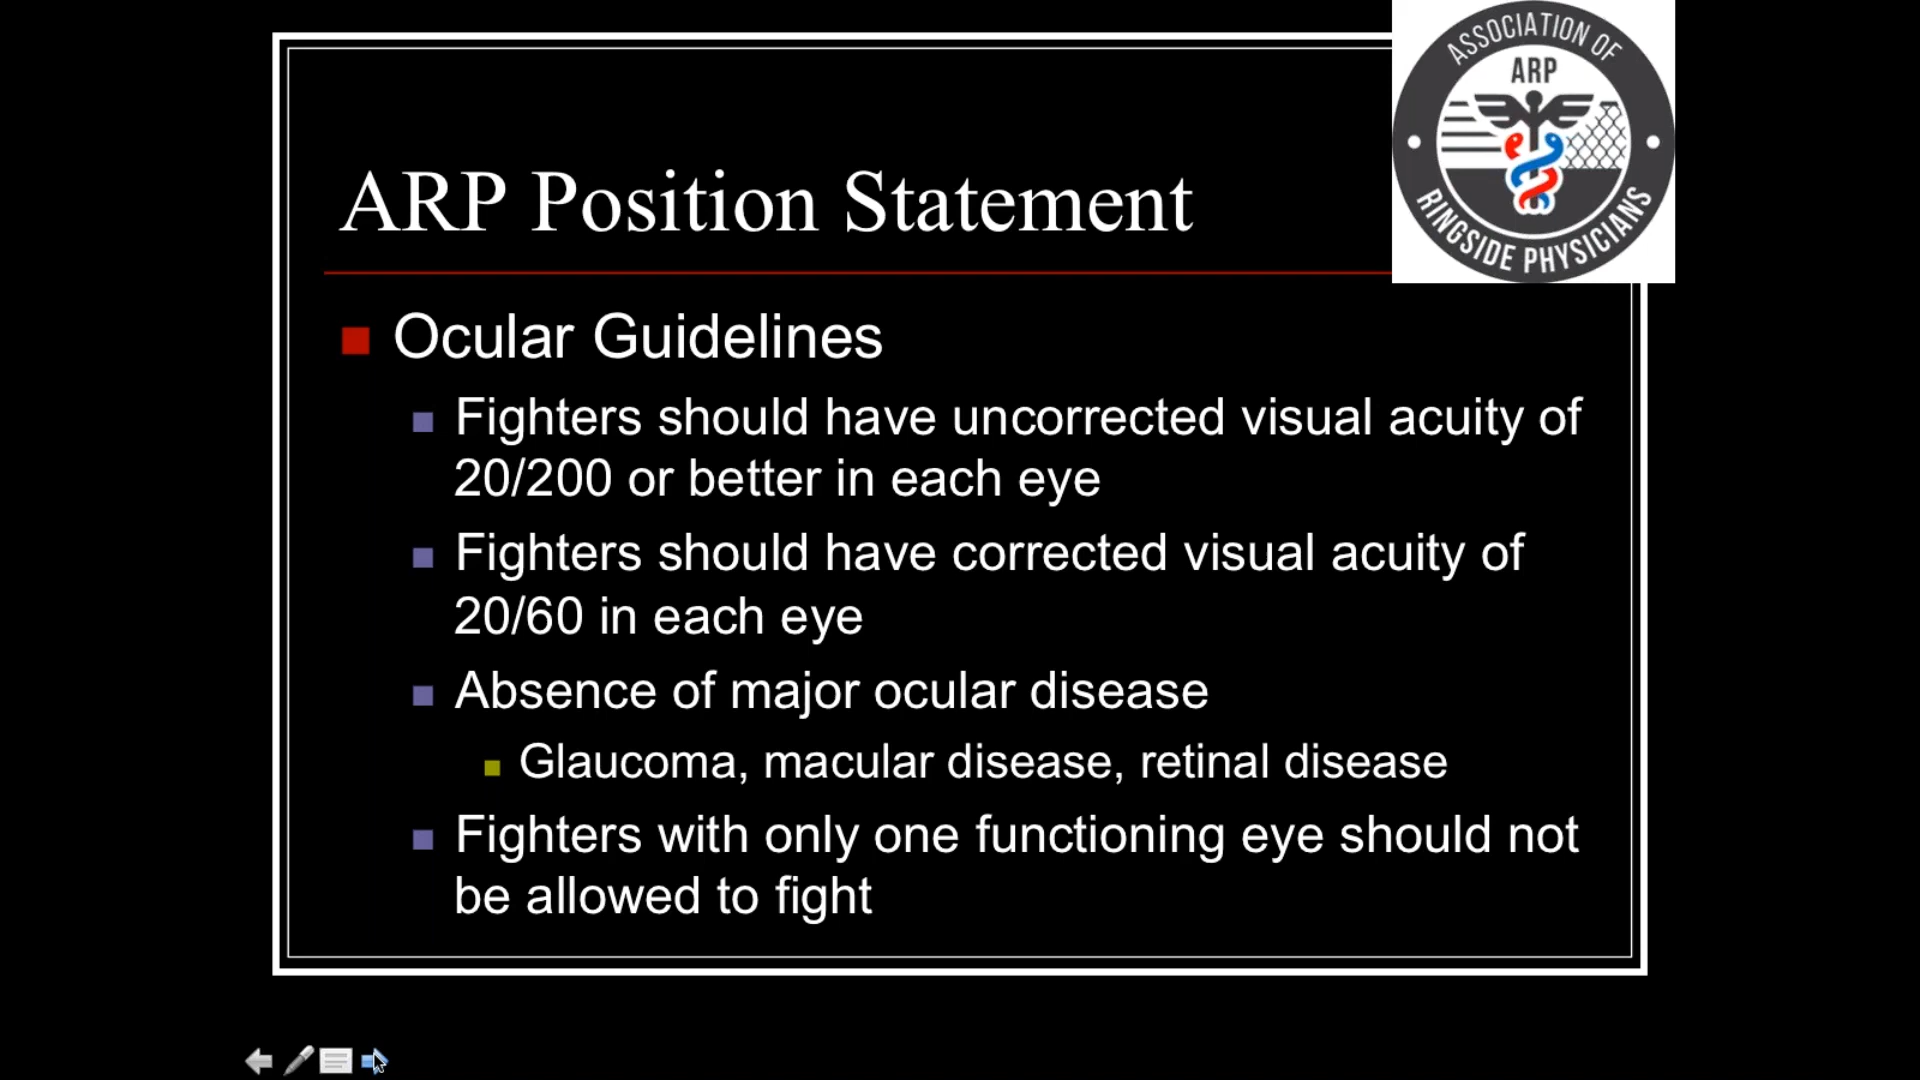 ASSOCIATION OF
ARP
RINGSIDE PHYSICIANS
ARP Position Statement
Ocular Guidelines
Fighters should have uncorrected visual acuity of
20/200 or better in each eye
Fighters should have corrected visual acuity of
20/60 in each eye
Absence of major ocular disease
Glaucoma, macular disease, retinal disease
Fighters with only one functioning eye should not
be allowed to fight